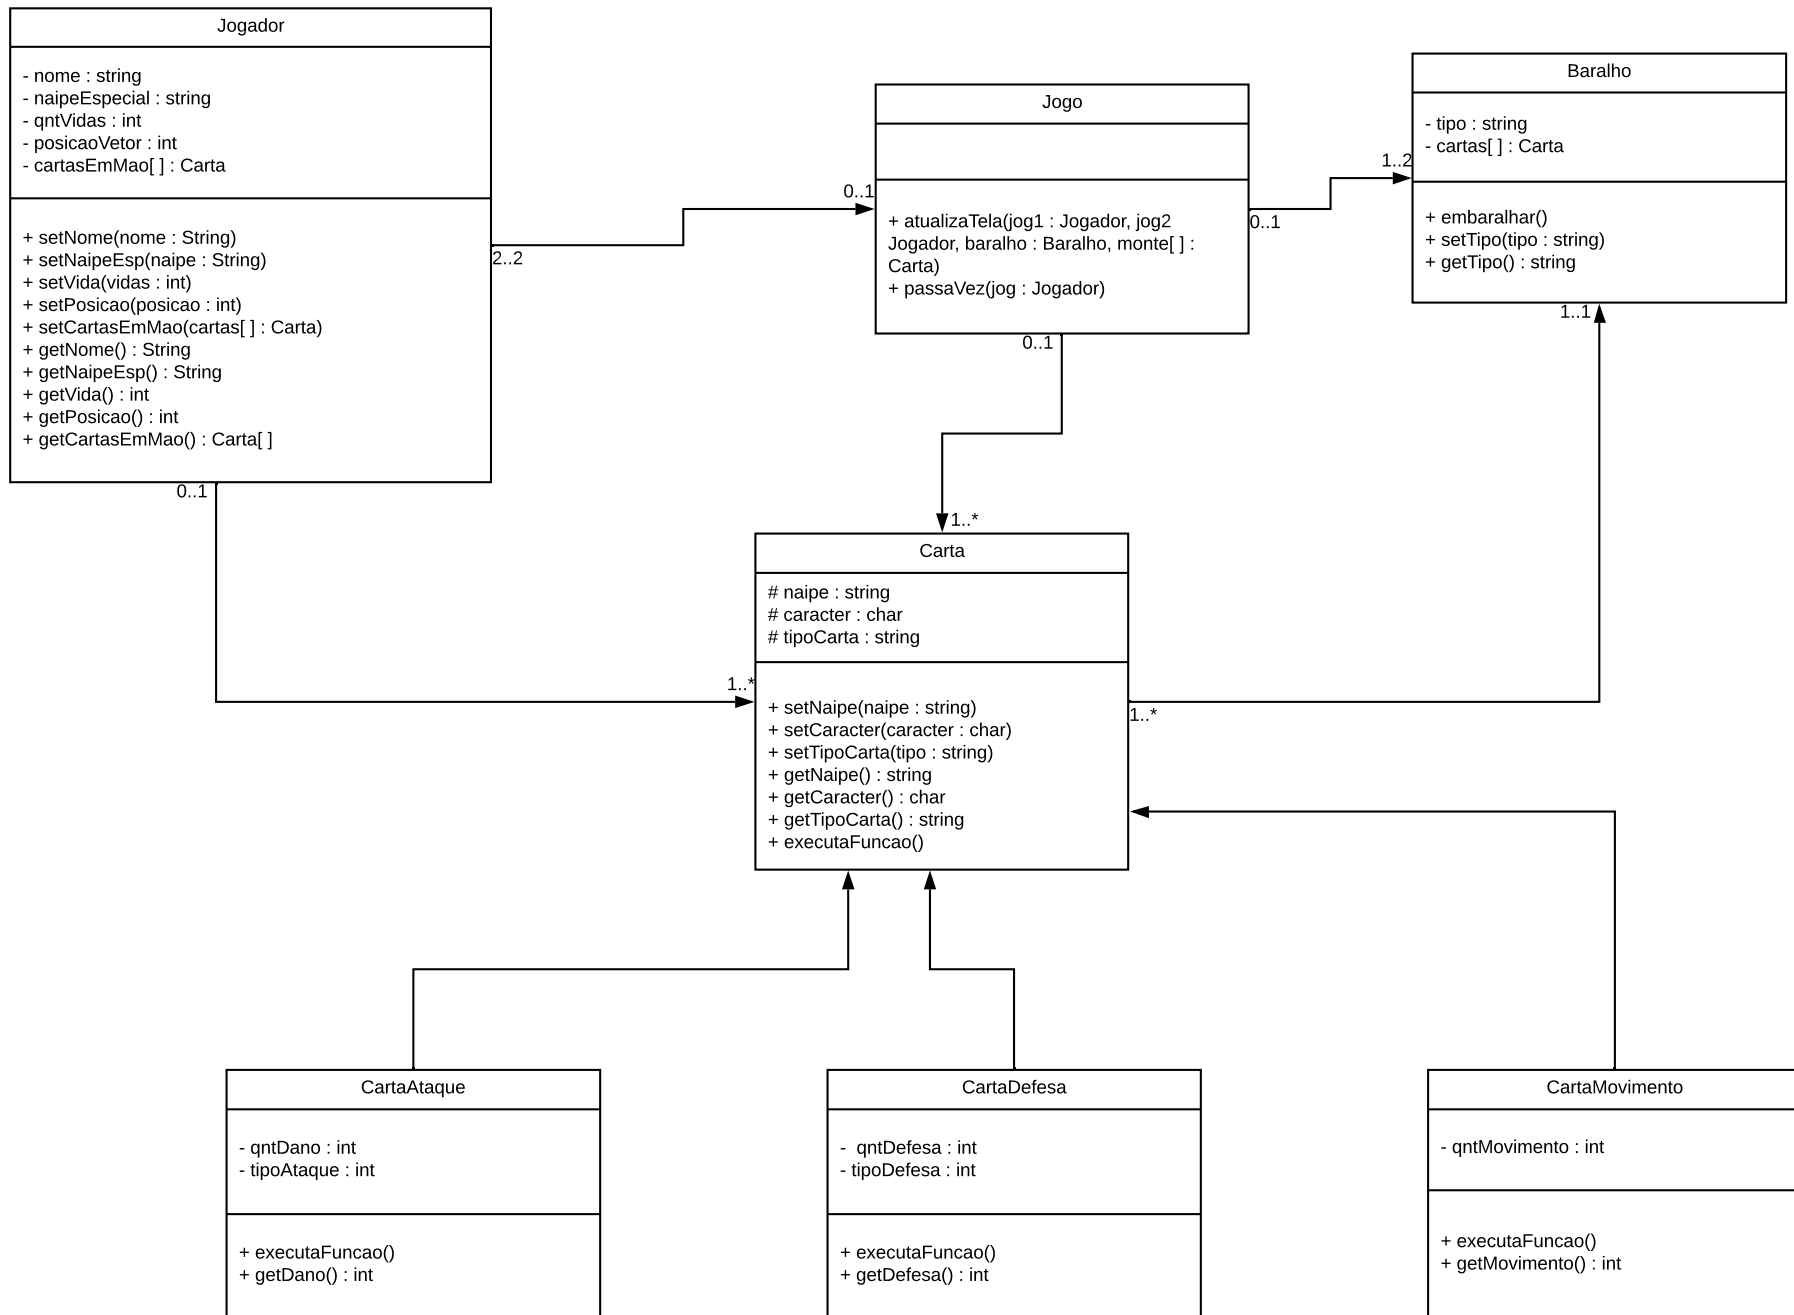 Jogador
- nome : string
- naipeEspecial : string
- qntVidas : int
- posicaoVetor : int
- cartasEmMao[ ] : Carta
+ setNome(nome : String)
+ setNaipeEsp(naipe : String)
+ setVida(vidas : int)
+ setPosicao(posicao : int)
+ setCartasEmMao(cartas[ ] : Carta)
+ getNome() : String
+ getNaipeEsp() : String
+ getVida() : int
+ getPosicao() : int
+ getCartasEmMao() : Carta[ ]
2..2
0..1
0..1
Jogo
+ atualizaTela(jog1 : Jogador, jog2
Jogador, baralho : Baralho, monte[ ] :
Carta)
+ passaVez(jog : Jogador)
0..1
0..1
1..2
Baralho
- tipo : string
- cartas[ ] : Carta
+ embaralhar()
+ setTipo(tipo : string)
+ getTipo() : string
1..1
1..*
1..*
Carta
# naipe : string
# caracter : char
# tipoCarta : string
+ setNaipe(naipe : string)
+ setCaracter(caracter : char)
+ setTipoCarta(tipo : string)
+ getNaipe() : string
+ getCaracter() : char
+ getTipoCarta() : string
+ executaFuncao()
1..*
CartaAtaque
- qntDano : int
- tipoAtaque : int
+ executaFuncao()
+ getDano() : int
CartaDefesa
-  qntDefesa : int
- tipoDefesa : int
+ executaFuncao()
+ getDefesa() : int
CartaMovimento
- qntMovimento : int
+ executaFuncao()
+ getMovimento() : int